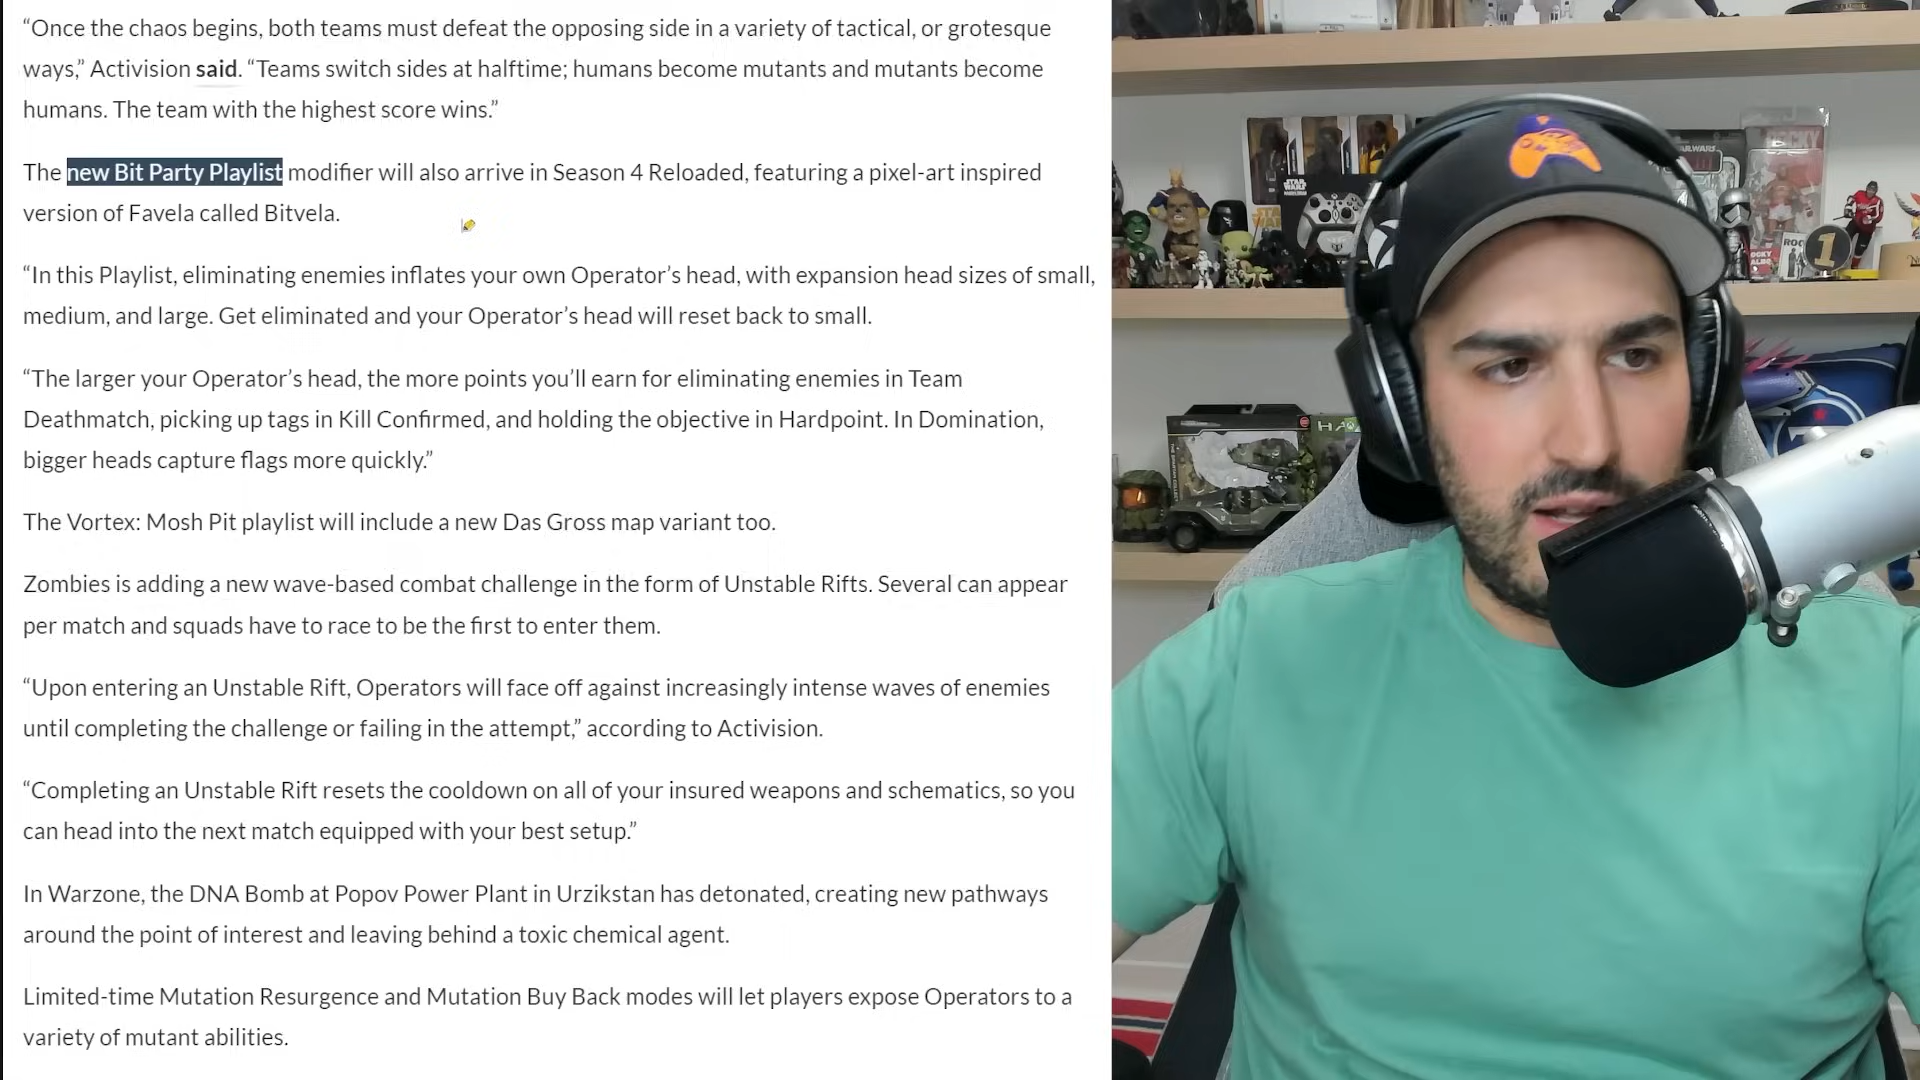 “Once the chaos begins, both teams must defeat the opposing side in a variety of tactical, or grotesque
ways,” Activision said. “Teams switch sides at halftime; humans become mutants and mutants become
humans. The team with the highest score wins.”
The new Bit Party Playlist modifier will also arrive in Season 4 Reloaded, featuring a pixel-art inspired
version of Favela called Bitvela.
“In this Playlist, eliminating enemies inflates your own Operator’s head, with expansion head sizes of small,
medium, and large. Get eliminated and your Operator’s head will reset back to small.
“The larger your Operator’s head, the more points you’ll earn for eliminating enemies in Team
Deathmatch, picking up tags in Kill Confirmed, and holding the objective in Hardpoint. In Domination,
bigger heads capture flags more quickly.”
The Vortex: Mosh Pit playlist will include a new Das Gross map variant too.
Zombies is adding a new wave-based combat challenge in the form of Unstable Rifts. Several can appear
per match and squads have to race to be the first to enter them.
“Upon entering an Unstable Rift, Operators will face off against increasingly intense waves of enemies
until completing the challenge or failing in the attempt,” according to Activision.
“Completing an Unstable Rift resets the cooldown on all of your insured weapons and schematics, so you
can head into the next match equipped with your best setup.”
In Warzone, the DNA Bomb at Popov Power Plant in Urzikstan has detonated, creating new pathways
around the point of interest and leaving behind a toxic chemical agent.
Limited-time Mutation Resurgence and Mutation Buy Back modes will let players expose Operators to a
variety of mutant abilities.
STAR
WARS
ROCKY
1